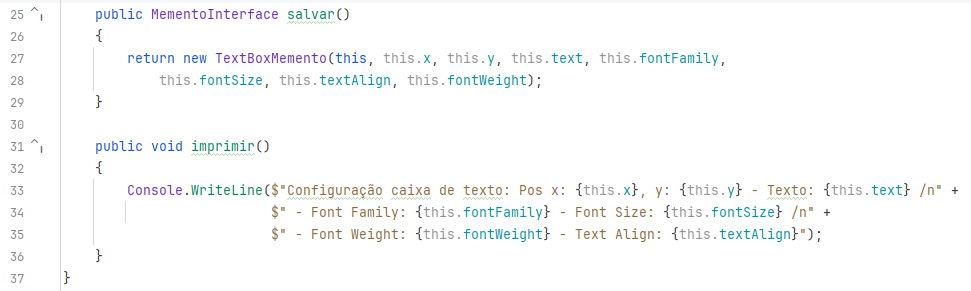 25 public MementoInterface salvar()
26 {
27 return new TextBoxMemento(this, this.x, this.y, this.text, this.fontFamily,
28 this.fontSize, this.textAlign, this.fontWeight);
29 }
30
31 public void imprimir()
32 {
33 Console.WriteLine($"Configuração caixa de texto: Pos x: {this.x}, y: {this.y} - Texto: {this.text} /n" +
34 $" - Font Family: {this.fontFamily} - Font Size: {this.fontSize} /n" +
35 $" - Font Weight: {this.fontWeight} - Text Align: {this.textAlign}");
36 }
37 }